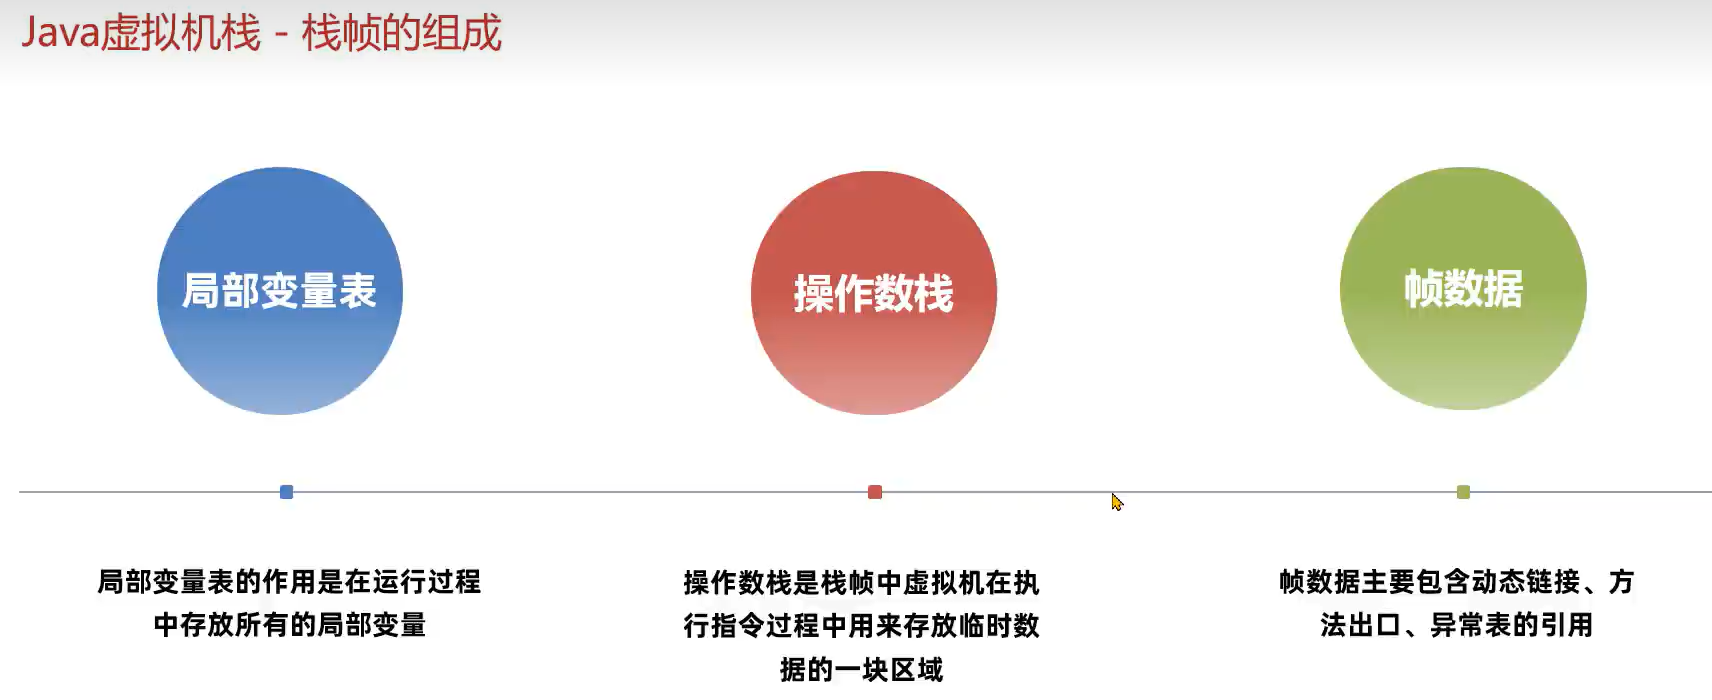 Java虚拟机栈 - 栈帧的组成
局部变量表
操作数栈
帧数据
局部变量表的作用是在运行过程
中存放所有的局部变量
操作数栈是栈帧中虚拟机在执
行指令过程中用来存放临时数
据的一块区域
帧数据主要包含动态链接、方
法出口、异常表的引用